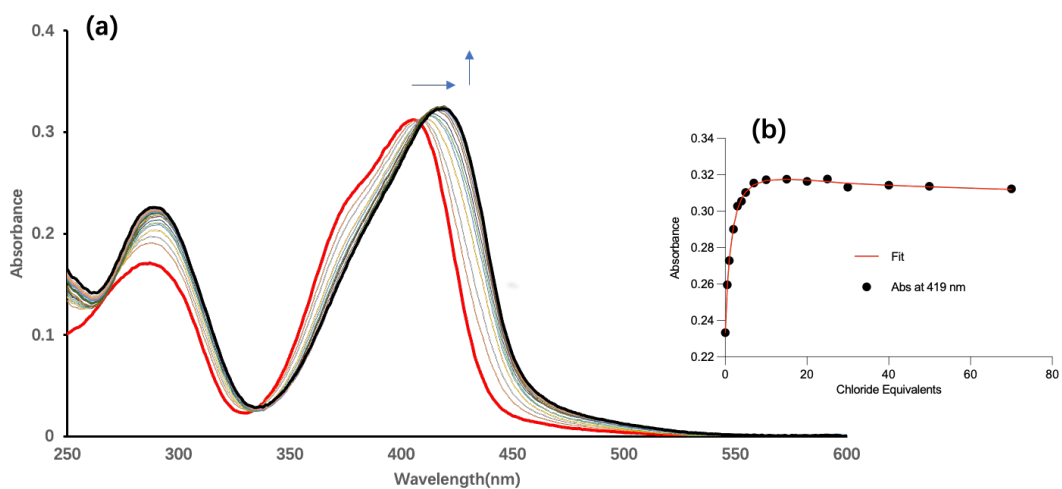 (a)
0.4
0.3
0.2
0.1
0
Absorbance
250 300 350 400 450 500 550 600
Wavelength(nm)
(b)
0.34
0.32
0.30
0.28
0.26
0.24
0.22
Absorbance
Fit
Abs at 419 nm
0 20 40 60 80
Chloride Equivalents